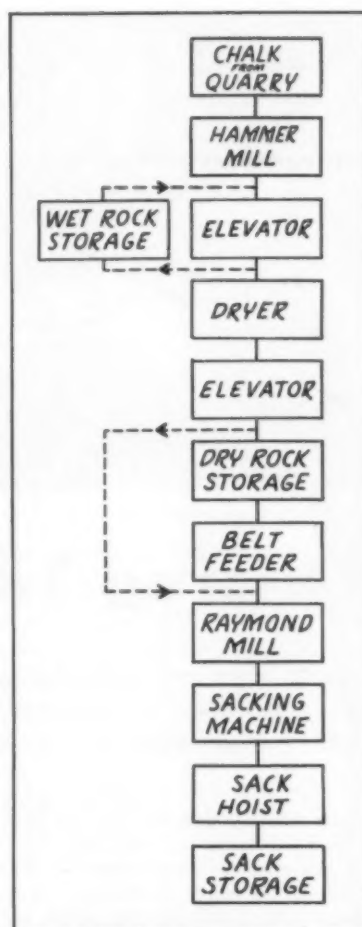 CHALK
FROM
QUARRY
HAMMER
MILL
WET ROCK
STORAGE
ELEVATOR
DRYER
ELEVATOR
DRY ROCK
STORAGE
BELT
FEEDER
RAYMOND
MILL
SACKING
MACHINE
SACK
HOIST
SACK
STORAGE